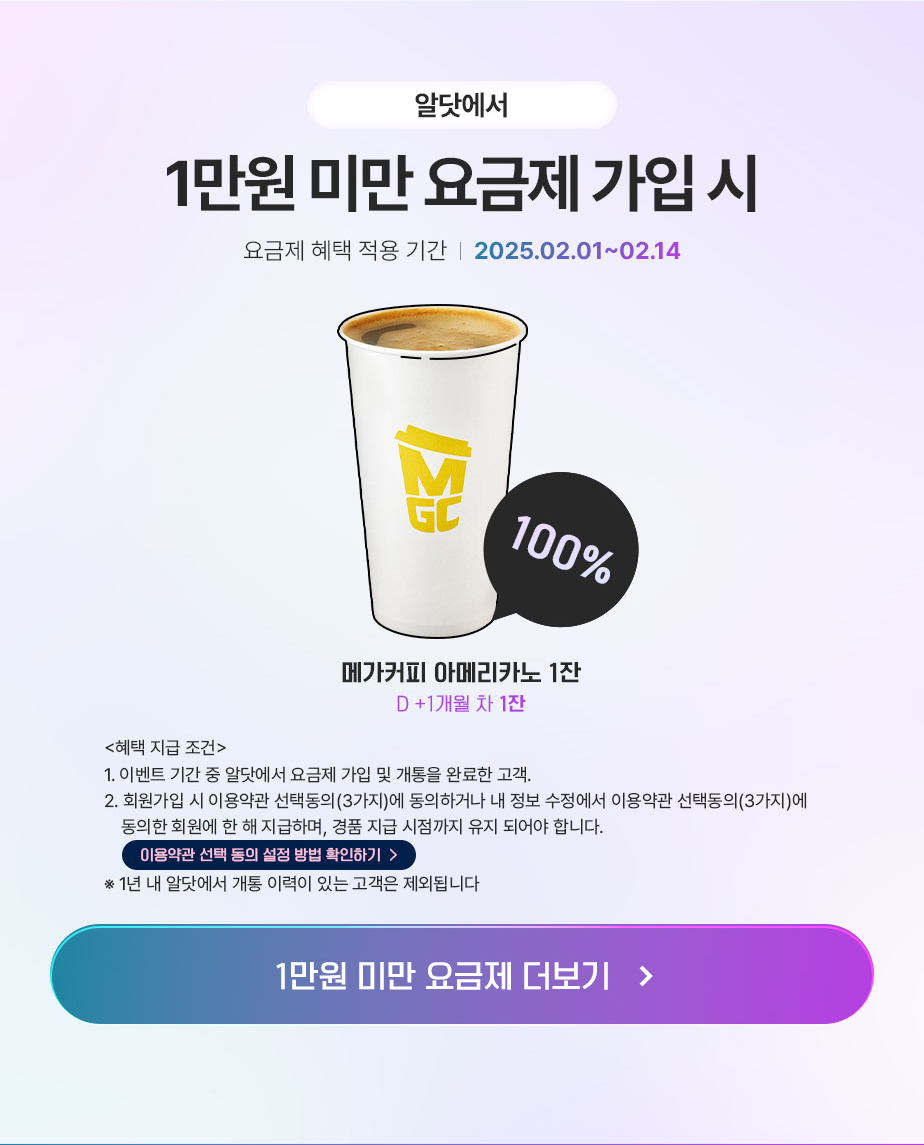 알닷에서
1만원 미만 요금제 가입 시
요금제 혜택 적용 기간 | 2025.02.01~02.14
MGC
100%
메가커피 아메리카노 1잔
D +1개월 차 1잔
<혜택 지급 조건>
1. 이벤트 기간 중 알닷에서 요금제 가입 및 개통을 완료한 고객.
2. 회원가입 시 이용약관 선택동의(3가지)에 동의하거나 내 정보 수정에서 이용약관 선택동의(3가지)에
동의한 회원에 한 해 지급하며, 경품 지급 시점까지 유지 되어야 합니다.
이용약관 선택 동의 설정 방법 확인하기 >
※ 1년 내 알닷에서 개통 이력이 있는 고객은 제외됩니다
1만원 미만 요금제 더보기 >